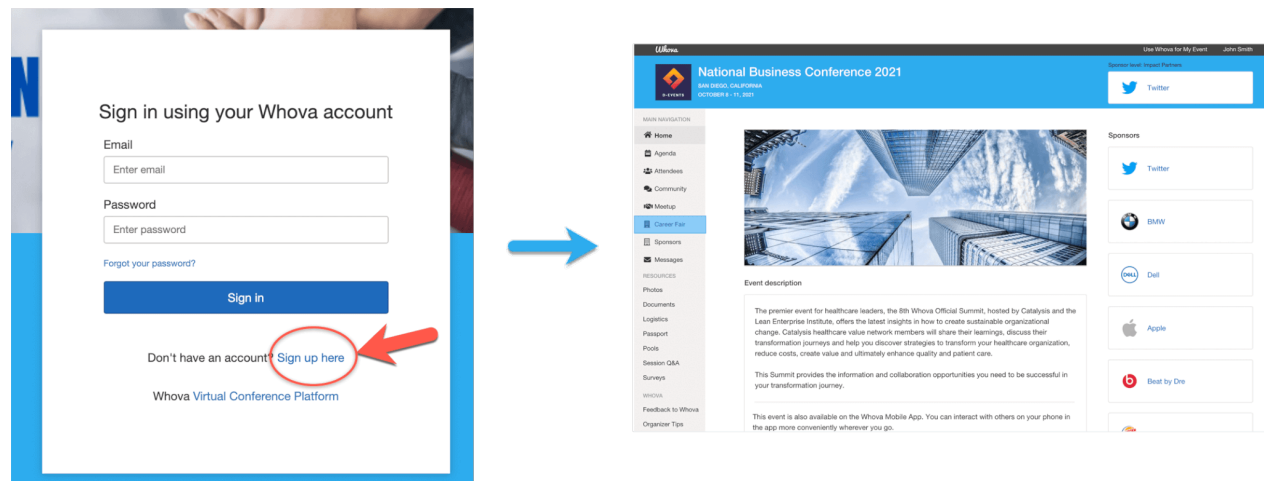 N
Sign in using your Whova account
Email
Enter email
Password
Enter password
Forgot your password?
Sign in
Don't have an account? Sign up here
Whova Virtual Conference Platform
Whova
Use Whova for My Event
John Smith
D-EVENTS
National Business Conference 2021
SAN DIEGO, CALIFORNIA
OCTOBER 8 - 11, 2021
Sponsor level: Impact Partners
Twitter
MAIN NAVIGATION
Home
Agenda
Attendees
Community
Meetup
Career Fair
Sponsors
Messages
RESOURCES
Photos
Documents
Logistics
Passport
Pools
Session Q&A
Surveys
WHOVA
Feedback to Whova
Organizer Tips
Event description
The premier event for healthcare leaders, the 8th Whova Official Summit, hosted by Catalysis and the
Lean Enterprise Institute, offers the latest insights in how to create sustainable organizational
change. Catalysis healthcare value network members will share their learnings, discuss their
transformation journeys and help you discover strategies to transform your healthcare organization,
reduce costs, create value and ultimately enhance quality and patient care.
This Summit provides the information and collaboration opportunities you need to be successful in
your transformation journey.
This event is also available on the Whova Mobile App. You can interact with others on your phone in
the app more conveniently wherever you go.
Sponsors
Twitter
BMW
DELL
Dell
Apple
Beat by Dre